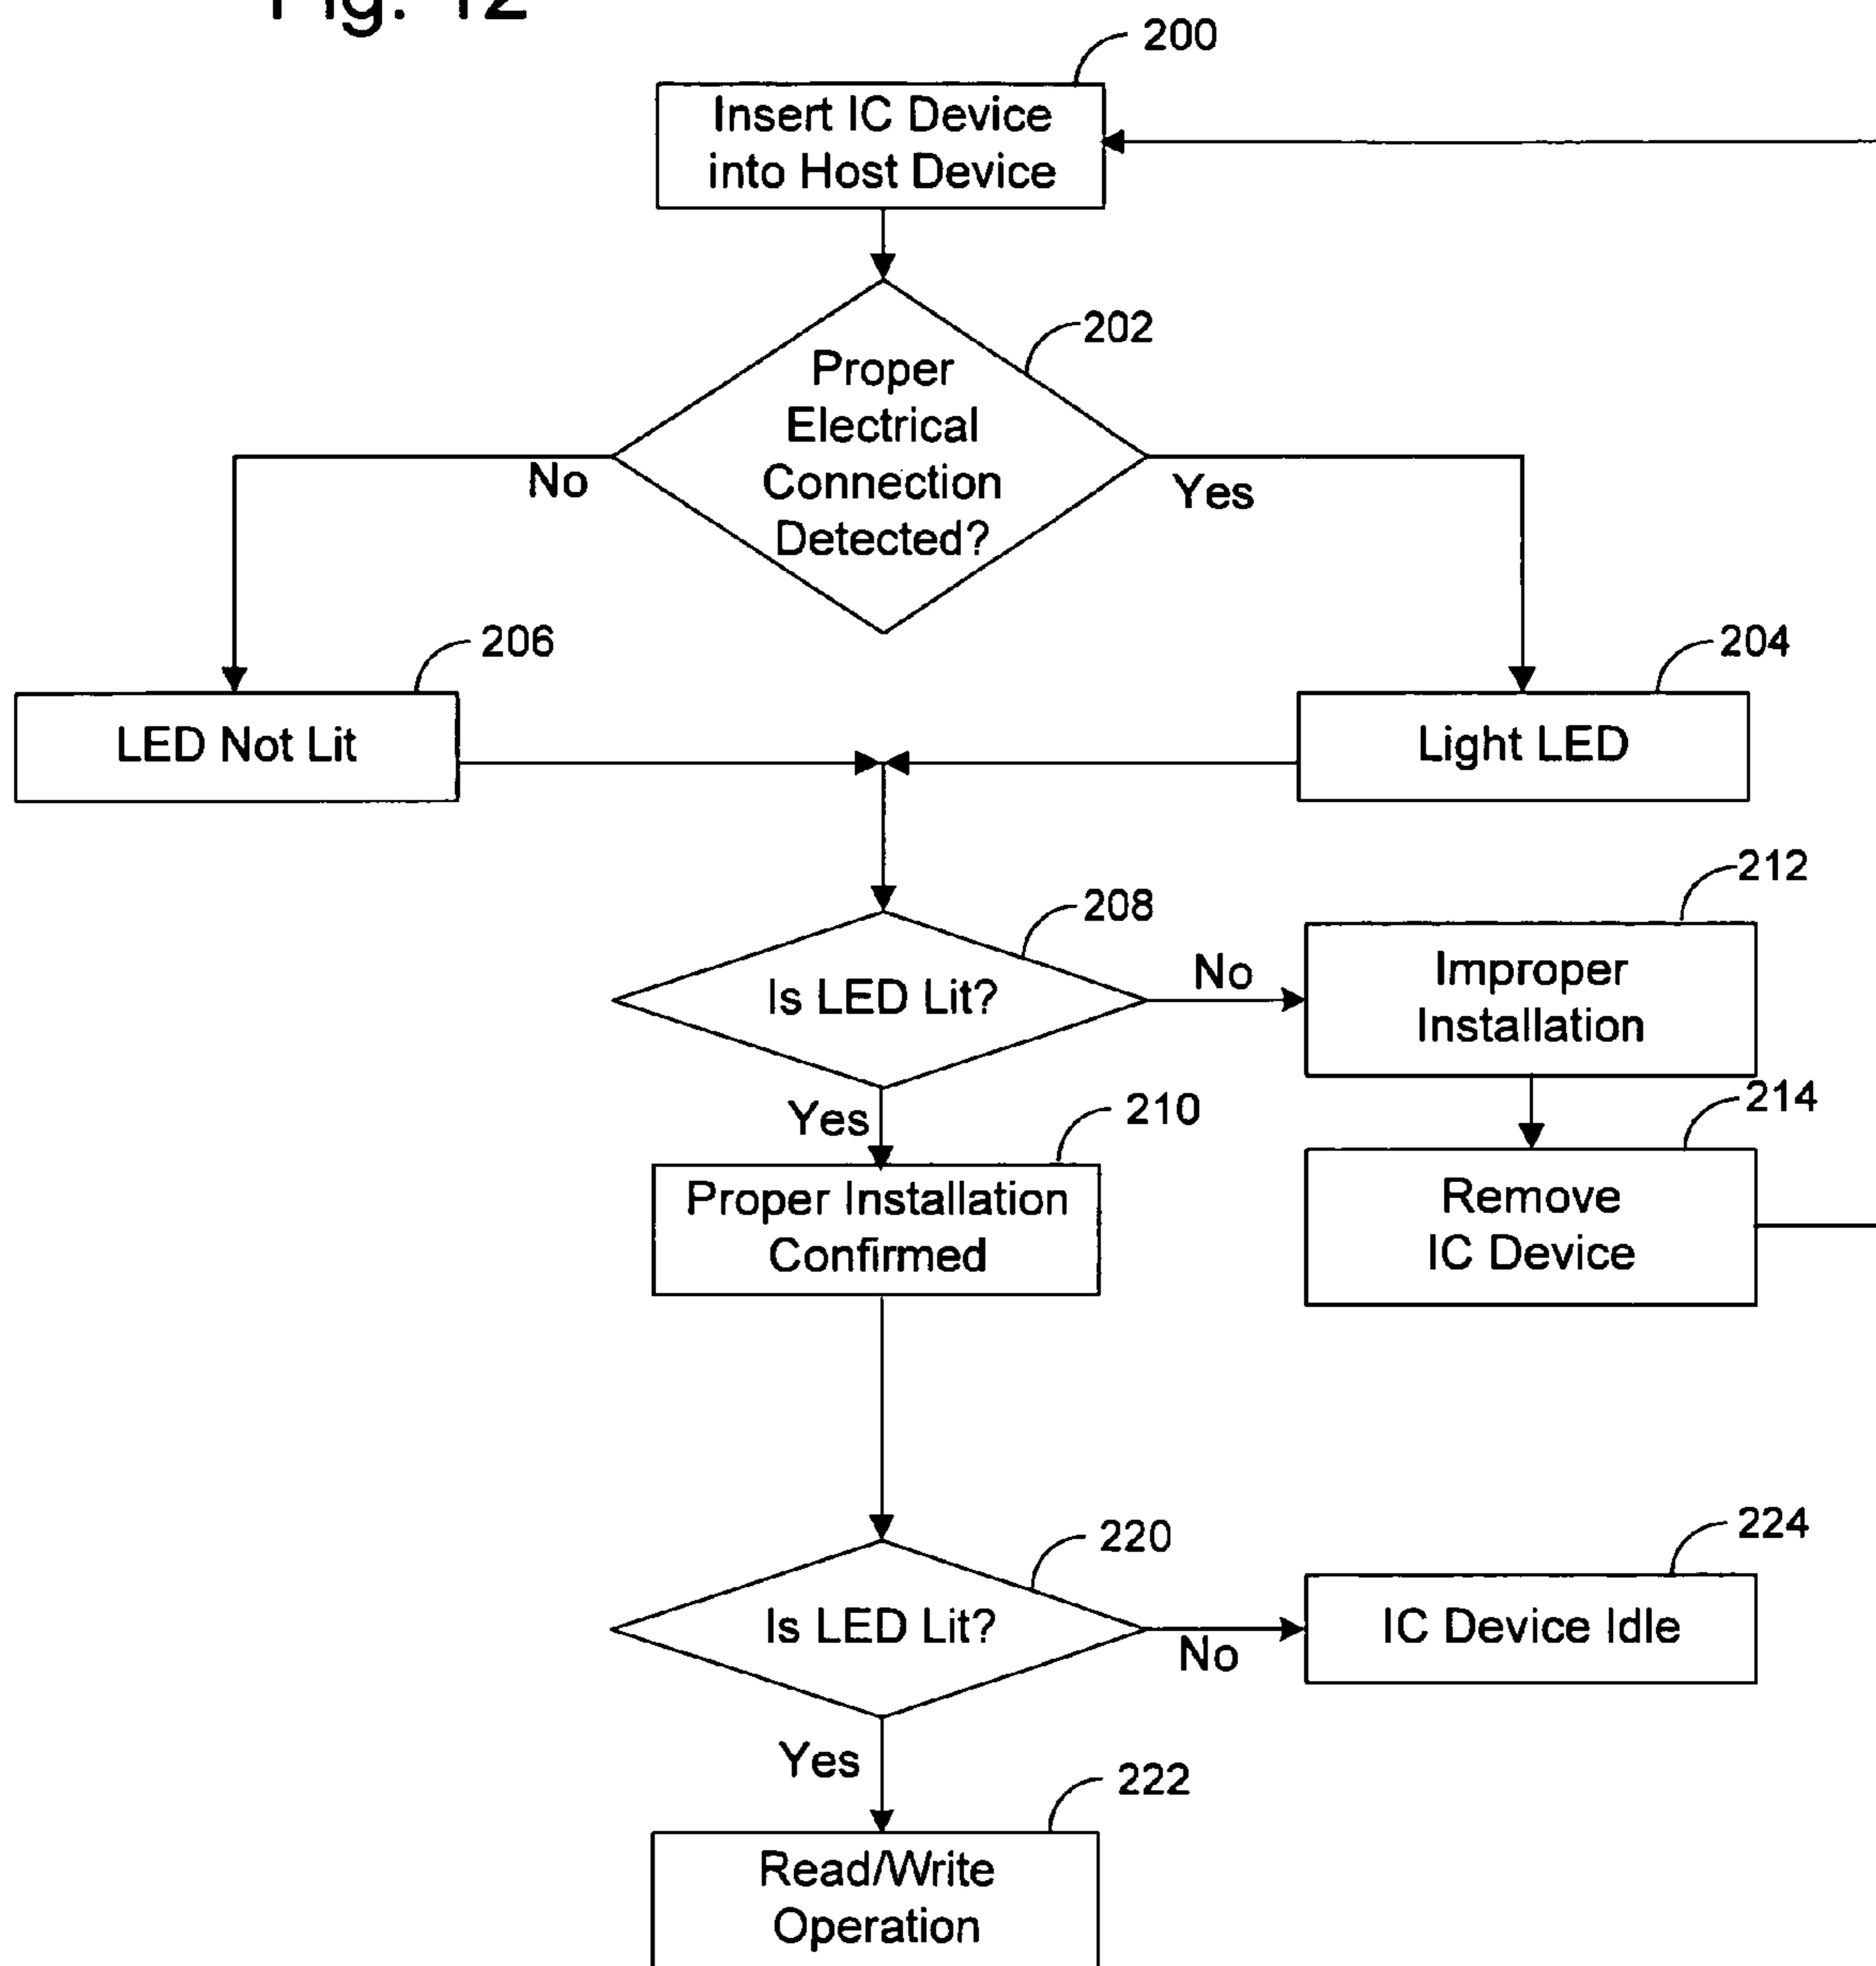 Fig. 12
200
Insert IC Device
into Host Device
202
Proper
Electrical
Connection
Detected?
No
Yes
206
204
LED Not Lit
Light LED
212
208
Is LED Lit?
No
Improper
Installation
Yes
210
214
Proper Installation
Confirmed
Remove
IC Device
220
224
Is LED Lit?
No
IC Device Idle
Yes
222
Read/Write
Operation